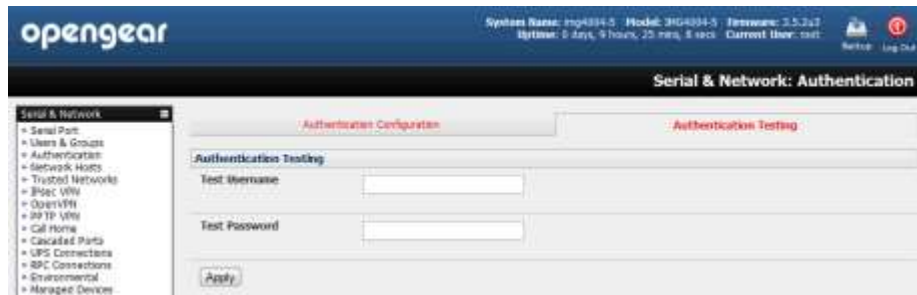 opengear
System Name: img4004-5 Model: IMG4004-5 Firmware: 3.5.2u3
Uptime: 0 days, 9 hours, 25 mins, 8 secs Current User: root
Backup
Log Out
Serial & Network: Authentication
Serial & Network
Serial Port
Users & Groups
Authentication
Network Hosts
Trusted Networks
IPsec VPN
OpenVPN
PPTP VPN
Call Home
Cascaded Ports
UPS Connections
RPC Connections
Environmental
Managed Devices
Authentication Configuration
Authentication Testing
Authentication Testing
Test Username
Test Password
Apply